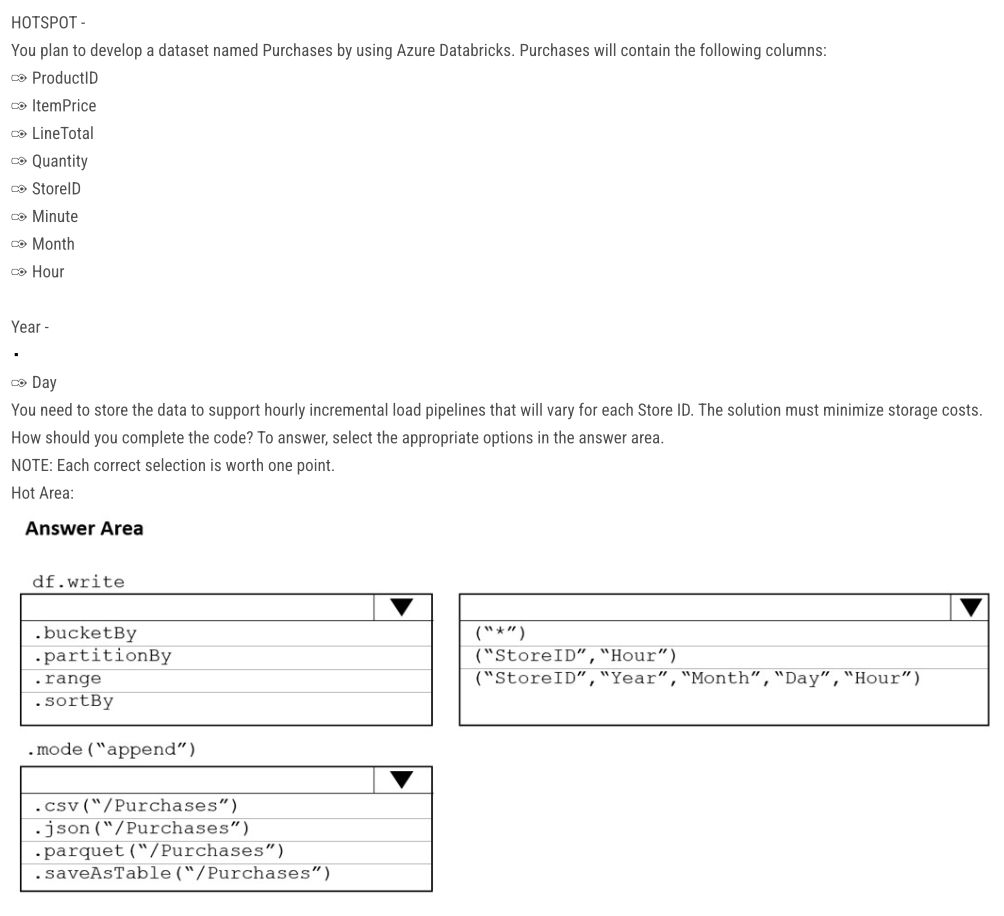 HOTSPOT -
You plan to develop a dataset named Purchases by using Azure Databricks. Purchases will contain the following columns:
ProductID
ItemPrice
LineTotal
Quantity
StoreID
Minute
Month
Hour
Year -
Day
You need to store the data to support hourly incremental load pipelines that will vary for each Store ID. The solution must minimize storage costs.
How should you complete the code? To answer, select the appropriate options in the answer area.
NOTE: Each correct selection is worth one point.
Hot Area:
Answer Area
df.write
.bucketBy
.partitionBy
.range
.sortBy
(“*”)
(“StoreID”,“Hour”)
(“StoreID”,“Year”,“Month”,“Day”,“Hour”)
.mode(“append”)
.csv(“/Purchases”)
.json(“/Purchases”)
.parquet(“/Purchases”)
.saveAsTable(“/Purchases”)